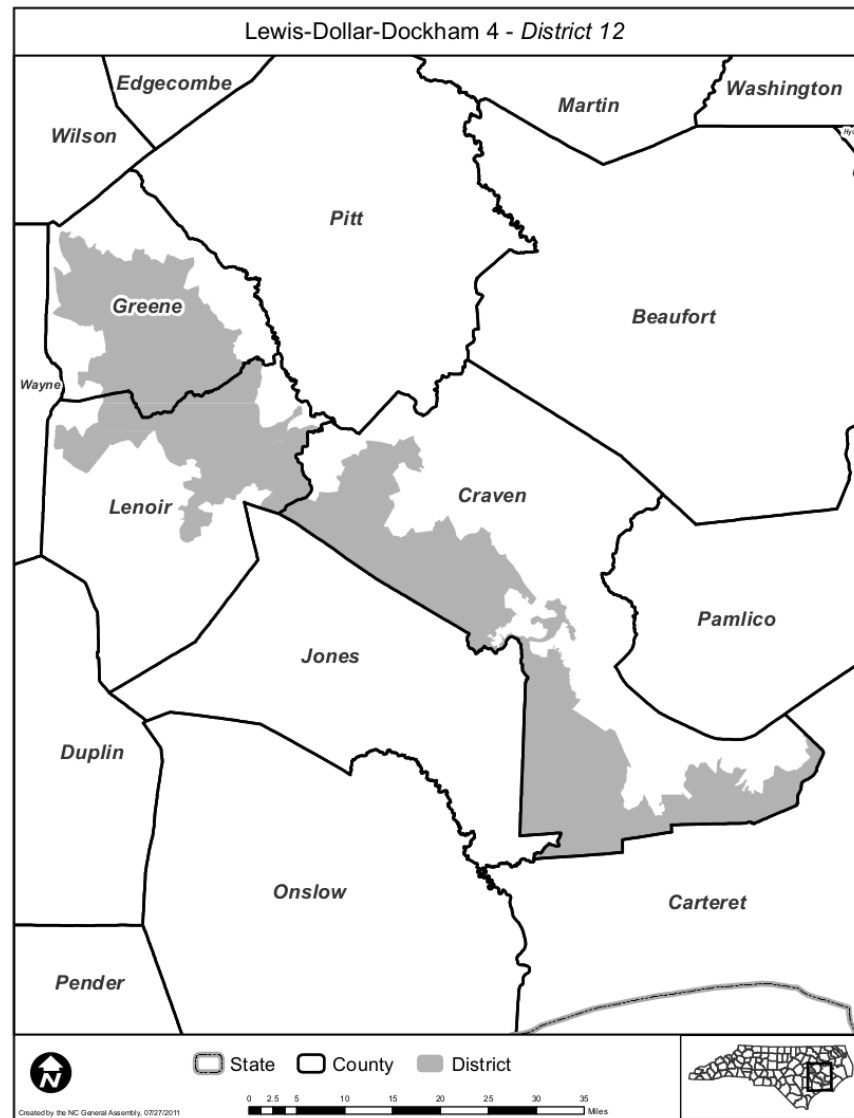 Lewis-Dollar-Dockham 4 - District 12
Edgecombe
Washington
Martin
Wilson
Pitt
Greene
Beaufort
Wayne
Craven
Lenoir
Pamlico
Jones
Duplin
Onslow
Carteret
Pender
State County District
N
0 2.5 5 10 15 20 25 30 35
Miles
Created by the NC General Assembly, 07/27/2011